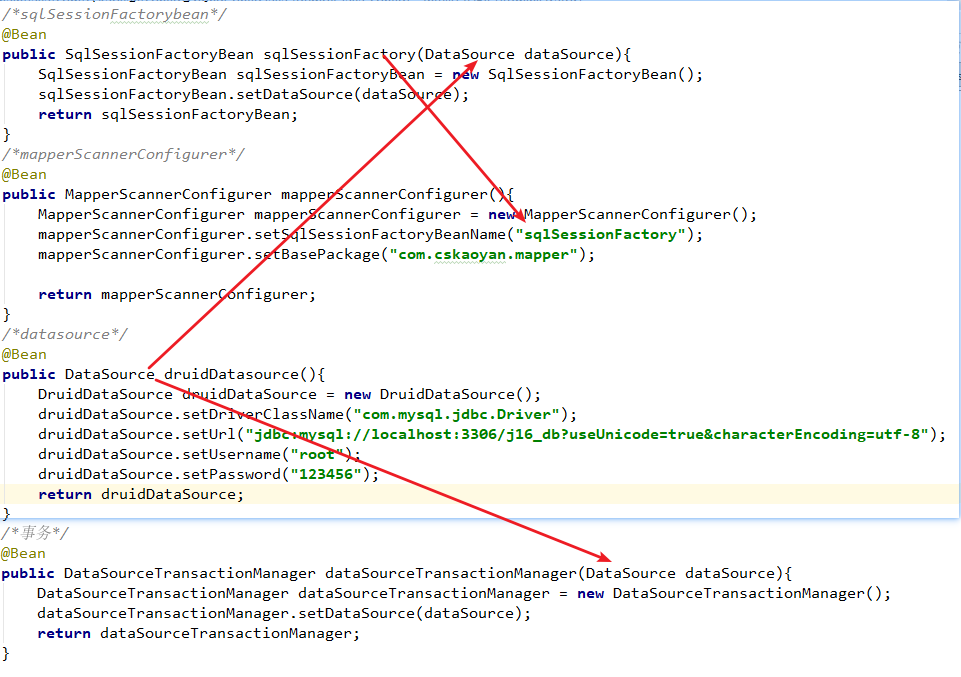 /*sqlSessionFactorybean*/
@Bean
public SqlSessionFactoryBean sqlSessionFactory(DataSource dataSource){
    SqlSessionFactoryBean sqlSessionFactoryBean = new SqlSessionFactoryBean();
    sqlSessionFactoryBean.setDataSource(dataSource);
    return sqlSessionFactoryBean;
}
/*mapperScannerConfigurer*/
@Bean
public MapperScannerConfigurer mapperScannerConfigurer(){
    MapperScannerConfigurer mapperScannerConfigurer = new MapperScannerConfigurer();
    mapperScannerConfigurer.setSqlSessionFactoryBeanName("sqlSessionFactory");
    mapperScannerConfigurer.setBasePackage("com.cskaoyan.mapper");
    return mapperScannerConfigurer;
}
/*datasource*/
@Bean
public DataSource druidDatasource(){
    DruidDataSource druidDataSource = new DruidDataSource();
    druidDataSource.setDriverClassName("com.mysql.jdbc.Driver");
    druidDataSource.setUrl("jdbc:mysql://localhost:3306/j16_db?useUnicode=true&characterEncoding=utf-8");
    druidDataSource.setUsername("root");
    druidDataSource.setPassword("123456");
    return druidDataSource;
}
/*事务*/
@Bean
public DataSourceTransactionManager dataSourceTransactionManager(DataSource dataSource){
    DataSourceTransactionManager dataSourceTransactionManager = new DataSourceTransactionManager();
    dataSourceTransactionManager.setDataSource(dataSource);
    return dataSourceTransactionManager;
}